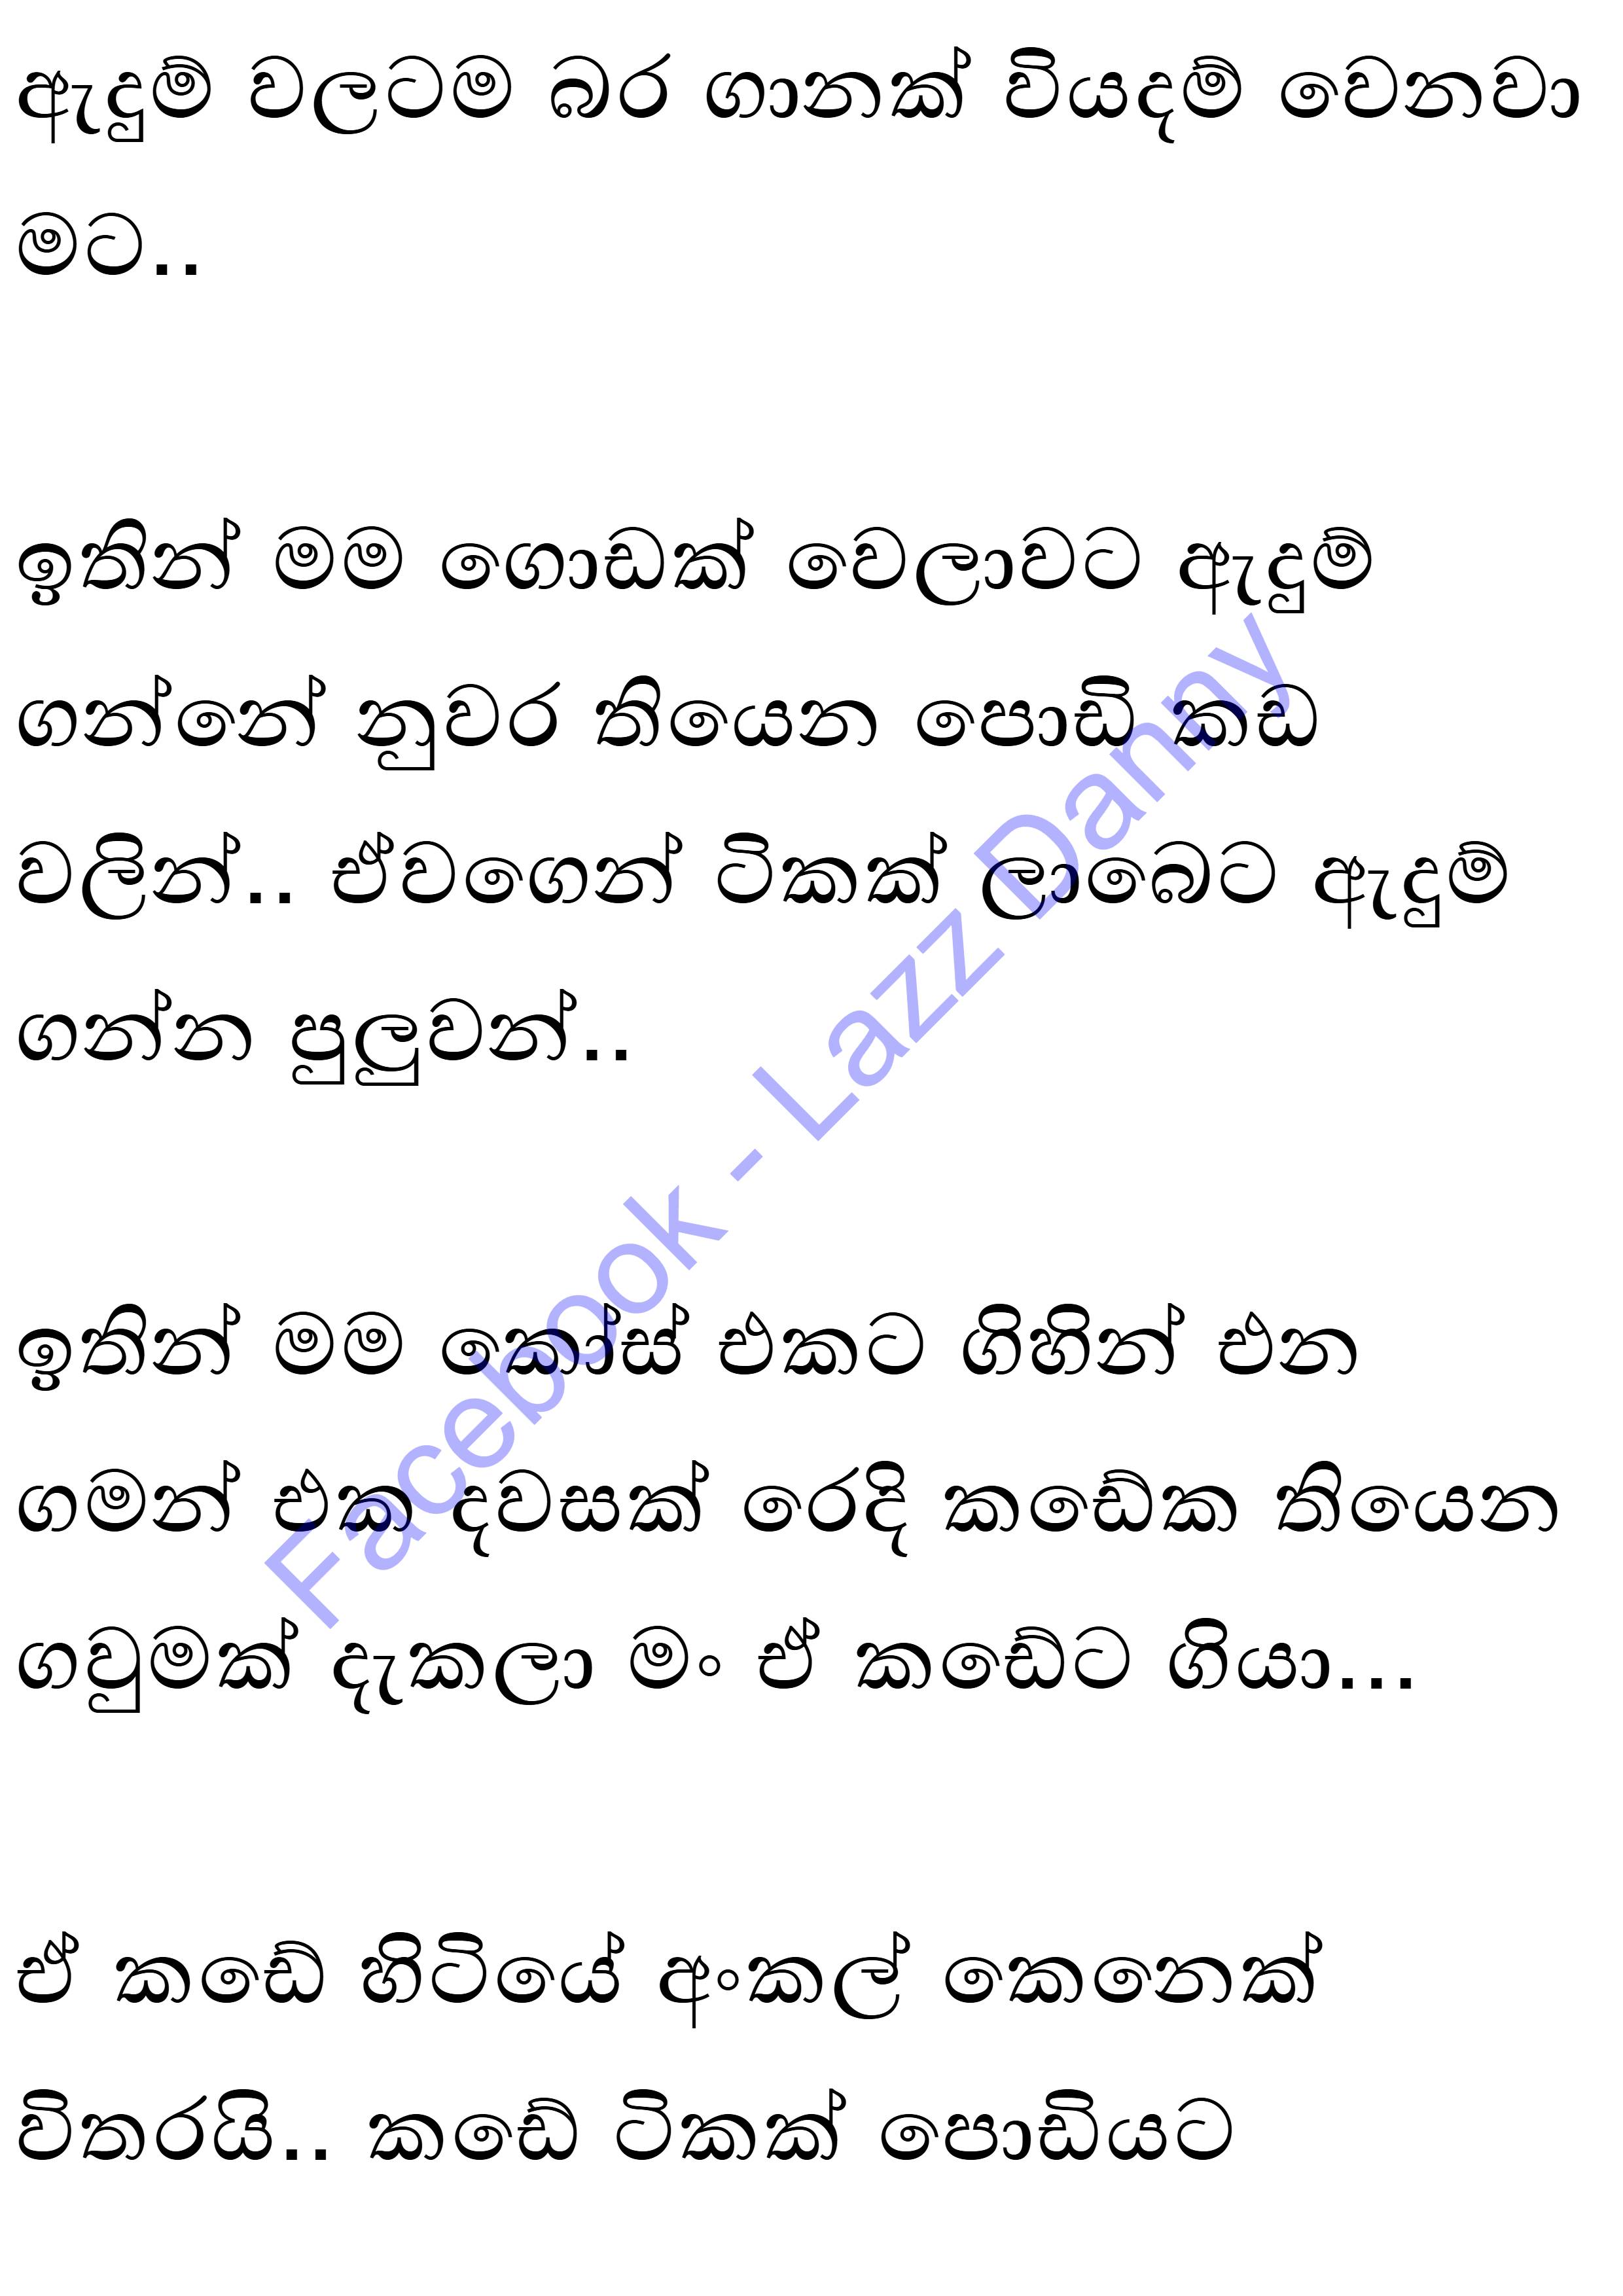 ඇඳුම් වලටම බර ගානක් වියදම් වෙනවා
මට..
ඉතින් මම ගොඩක් වෙලාවට ඇඳුම්
ගන්නේ නුවර තියෙන පොඩි කඩ
වලින්.. ඒවගෙන් ටිකක් ලාබෙට ඇඳුම්
ගන්න පුලුවන්..
ඉතින් මම කෝස් එකට ගිහින් එන
ගමන් එක දවසක් රෙදි කඩේක තියෙන
ගවුමක් දැකලා මං ඒ කඩේට ගියා...
ඒ කඩේ හිටියේ අංකල් කෙනෙක්
විතරයි.. කඩේ ටිකක් පොඩියට
Facebook - Lazz Danny